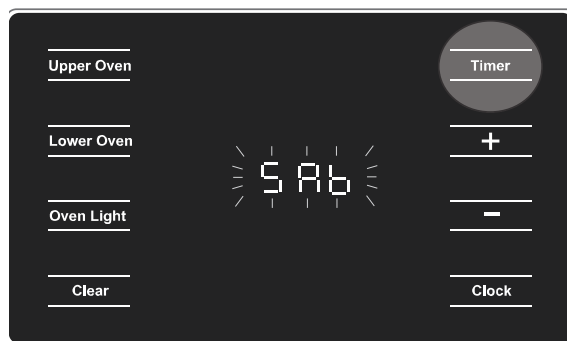 Upper Oven
Timer
Lower Oven
+
SAb
Oven Light
-
Clear
Clock